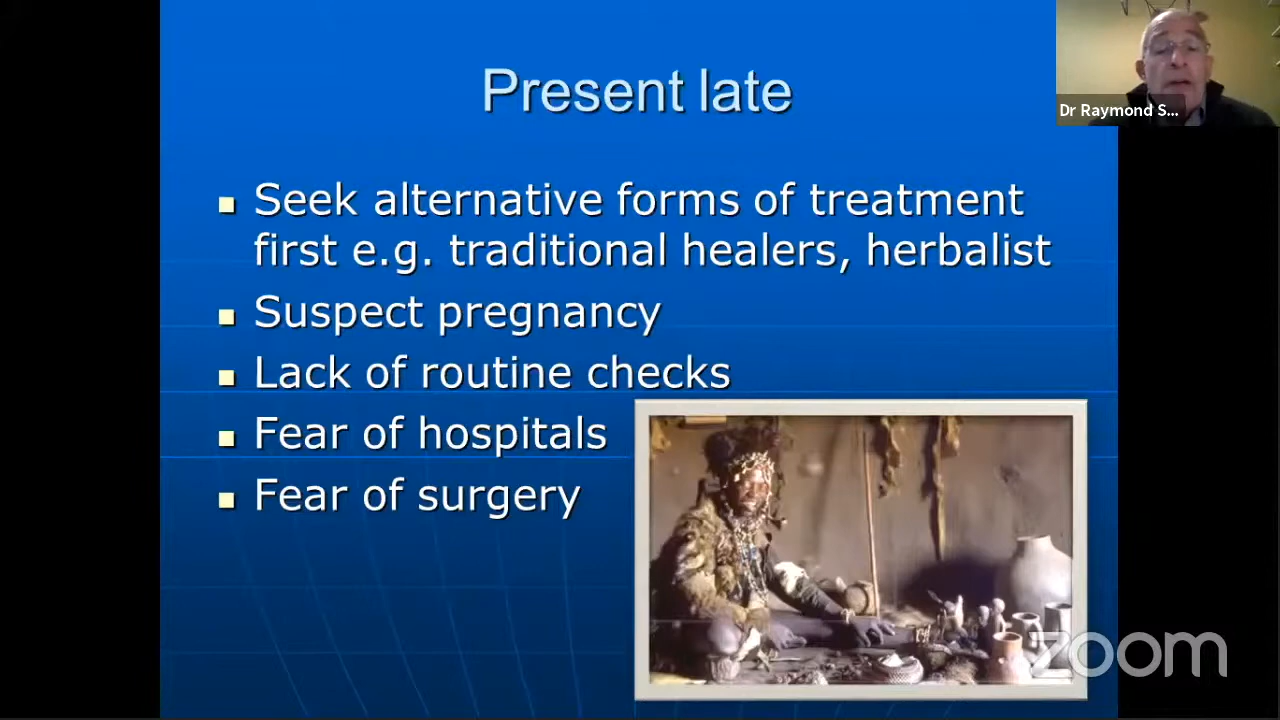 Present late
Dr Raymond S...
Seek alternative forms of treatment
first e.g. traditional healers, herbalist
Suspect pregnancy
Lack of routine checks
Fear of hospitals
Fear of surgery
zoom